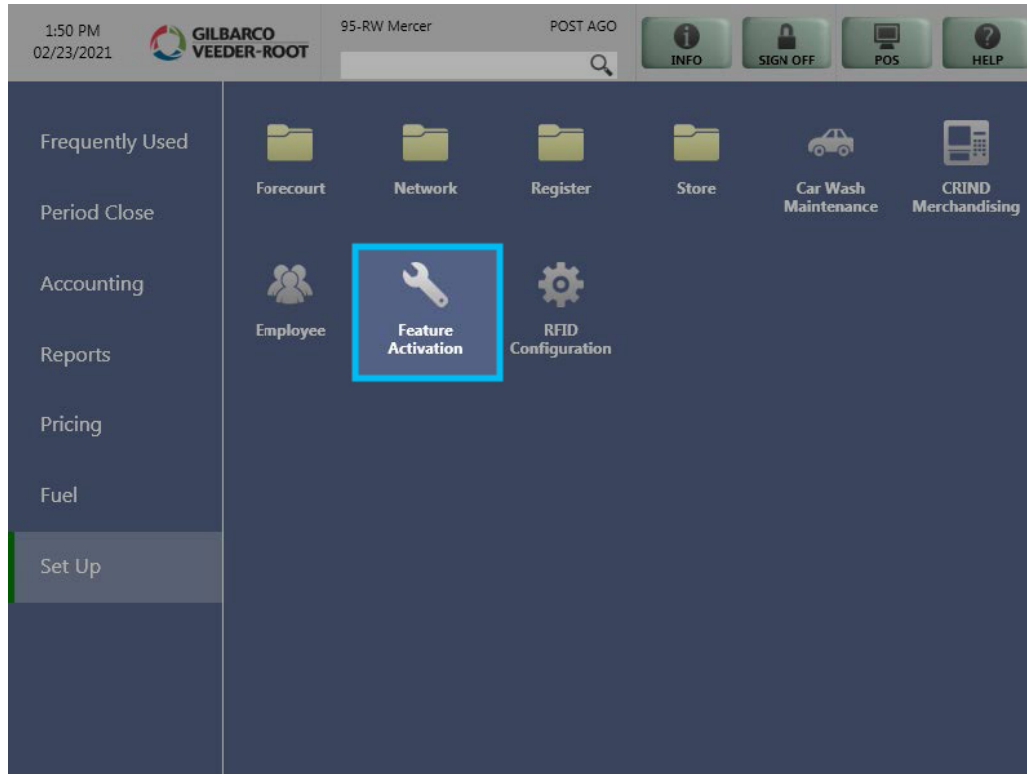 1:50 PM
02/23/2021
GILBARCO
VEEDER-ROOT
95-RW Mercer
POST AGO
INFO
SIGN OFF
POS
HELP
Frequently Used
Period Close
Accounting
Reports
Pricing
Fuel
Set Up
Forecourt
Network
Register
Store
Car Wash
Maintenance
CRIND
Merchandising
Employee
Feature
Activation
RFID
Configuration